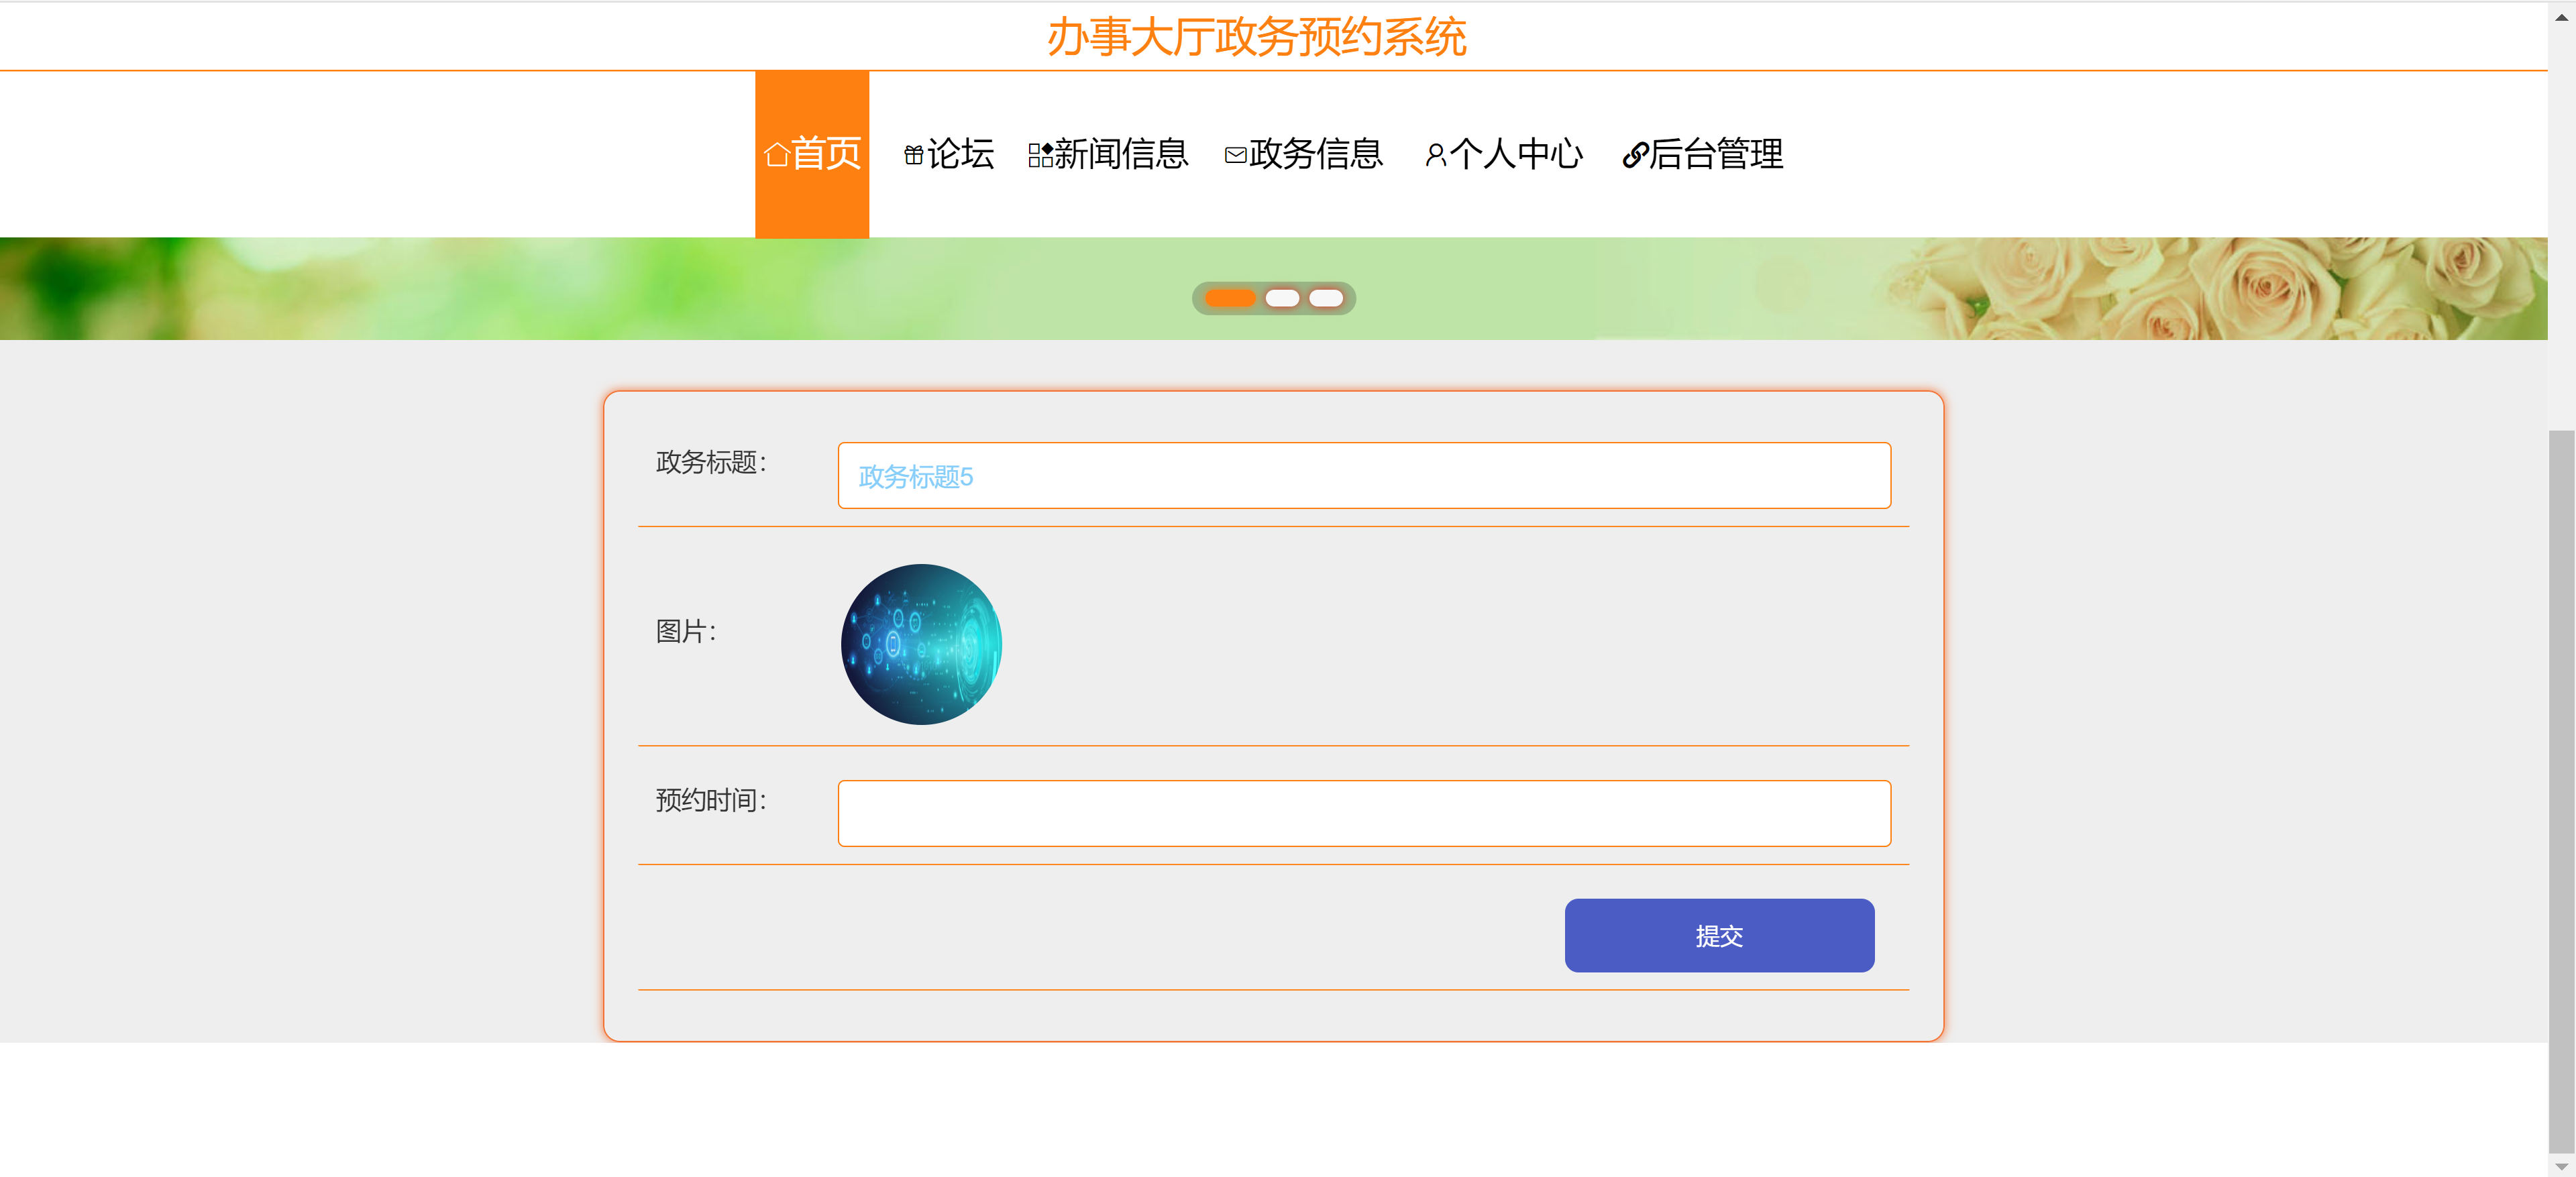 办事大厅政务预约系统
首页 论坛 新闻信息 政务信息 个人中心 后台管理
政务标题： 政务标题5
图片：
预约时间：
提交